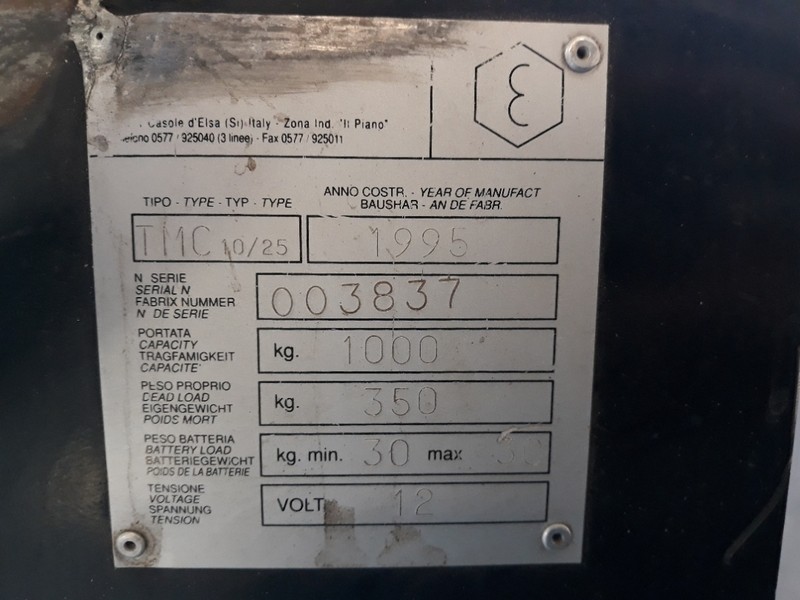 Casole d'Elsa (Si) Italy - Zona Ind. "Il Piano"
0577 / 925040 (3 linee) - Fax 0577 / 925011
TIPO - TYPE - TYP - TYPE
TMC 10/25
ANNO COSTR. - YEAR OF MANUFACT
BAUSHAR - AN DE FABR.
1995
N SERIE
SERIAL N
FABRIX NUMMER
N DE SERIE
003837
PORTATA
CAPACITY
TRAGFAMIGKEIT
CAPACITE'
kg. 1000
PESO PROPRIO
DEAD LOAD
EIGENGEWICHT
POIDS MORT
kg. 350
PESO BATTERIA
BATTERY LOAD
BATTERIEGEWICHT
POIDS DE LA BATTERIE
kg. min. 30 max
TENSIONE
VOLTAGE
SPANNUNG
TENSION
VOLT 12